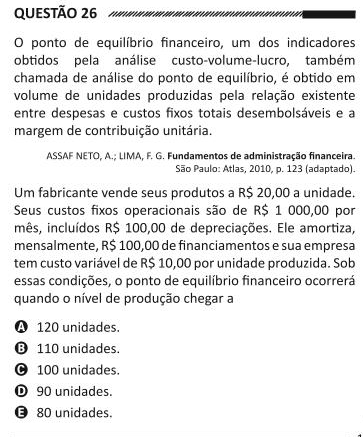 QUESTÃO 26
O ponto de equilíbrio financeiro, um dos indicadores
obtidos pela análise custo-volume-lucro, também
chamada de análise do ponto de equilíbrio, é obtido em
volume de unidades produzidas pela relação existente
entre despesas e custos fixos totais desembolsáveis e a
margem de contribuição unitária.
ASSAF NETO, A.; LIMA, F. G. Fundamentos de administração financeira.
São Paulo: Atlas, 2010, p. 123 (adaptado).
Um fabricante vende seus produtos a R$ 20,00 a unidade.
Seus custos fixos operacionais são de R$ 1 000,00 por
mês, incluídos R$ 100,00 de depreciações. Ele amortiza,
mensalmente, R$ 100,00 de financiamentos e sua empresa
tem custo variável de R$ 10,00 por unidade produzida. Sob
essas condições, o ponto de equilíbrio financeiro ocorrerá
quando o nível de produção chegar a
A 120 unidades.
B 110 unidades.
C 100 unidades.
D 90 unidades.
E 80 unidades.